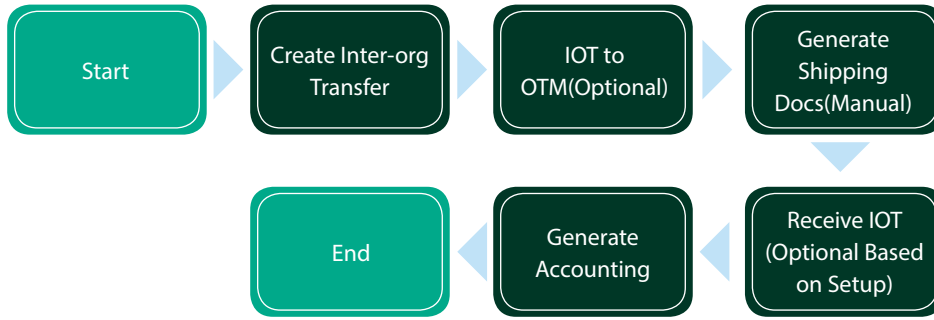 Start
Create Inter-org
Transfer
IOT to
OTM(Optional)
Generate
Shipping
Docs(Manual)
Receive IOT
(Optional Based
on Setup)
Generate
Accounting
End